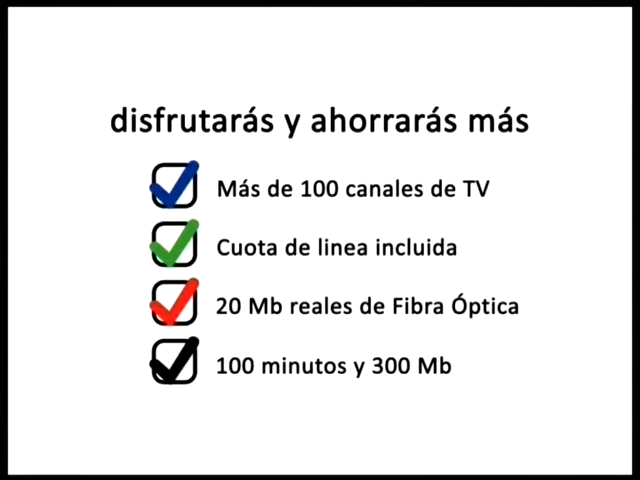 disfrutarás y ahorrarás más
Más de 100 canales de TV
Cuota de linea incluida
20 Mb reales de Fibra Óptica
100 minutos y 300 Mb